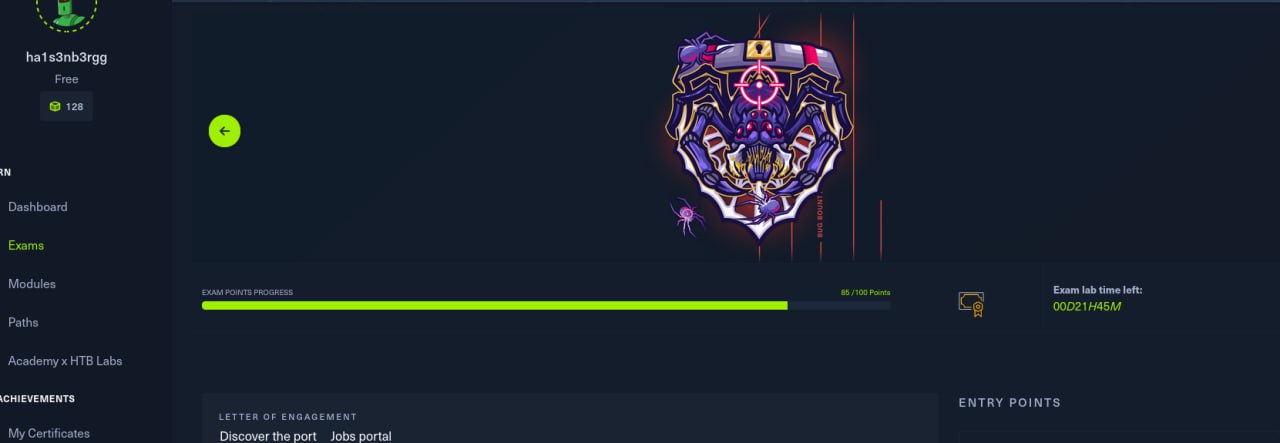 ha1s3nb3rgg
Free
128
RN
Dashboard
Exams
Modules
Paths
Academy x HTB Labs
ACHIEVEMENTS
My Certificates
BUG BOUNT
EXAM POINTS PROGRESS
85 /100 Points
Exam lab time left:
00D21H45M
LETTER OF ENGAGEMENT
Discover the port Jobs portal
ENTRY POINTS